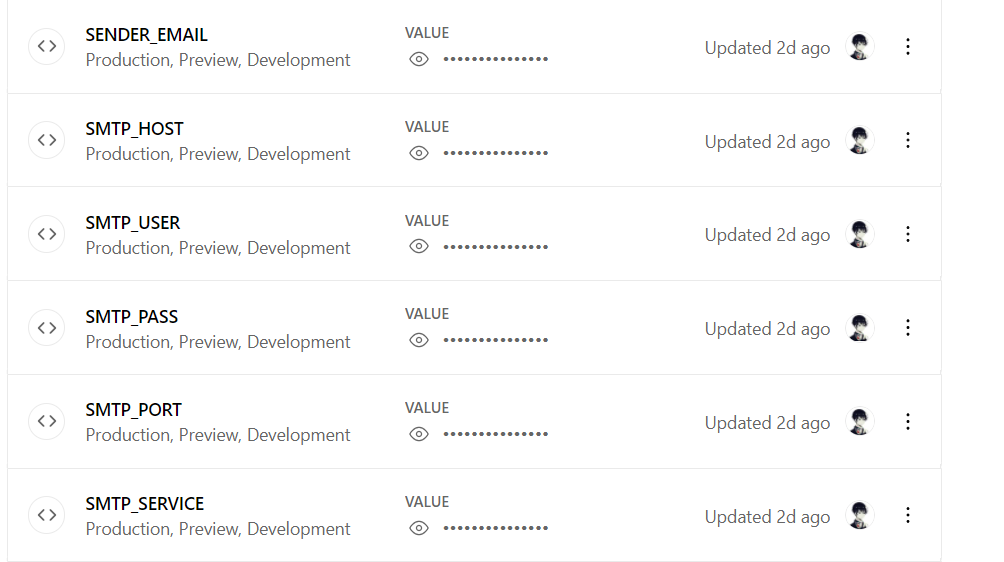 SENDER_EMAIL
Production, Preview, Development
VALUE
•••••••••••••••
Updated 2d ago
SMTP_HOST
Production, Preview, Development
VALUE
•••••••••••••••
Updated 2d ago
SMTP_USER
Production, Preview, Development
VALUE
•••••••••••••••
Updated 2d ago
SMTP_PASS
Production, Preview, Development
VALUE
•••••••••••••••
Updated 2d ago
SMTP_PORT
Production, Preview, Development
VALUE
•••••••••••••••
Updated 2d ago
SMTP_SERVICE
Production, Preview, Development
VALUE
•••••••••••••••
Updated 2d ago